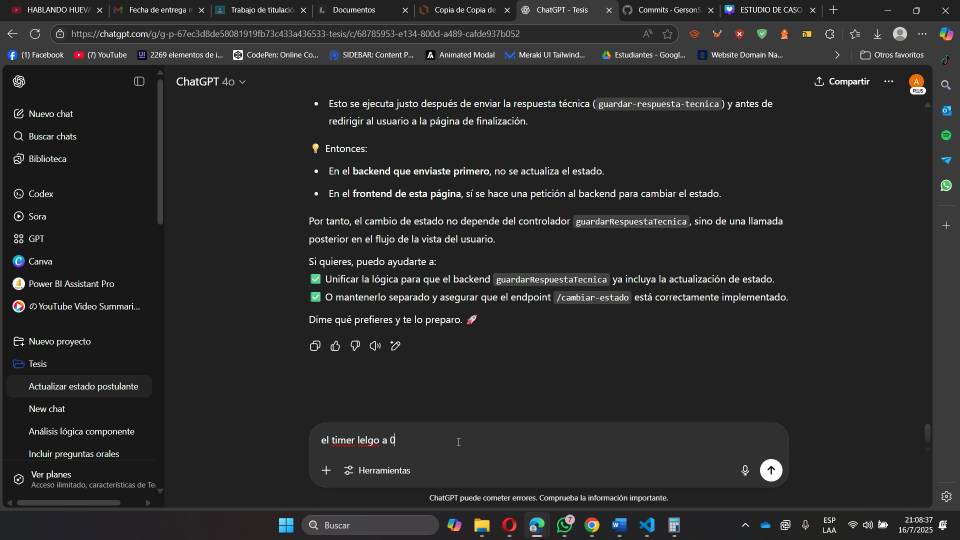 HABLANDO HUEVA
Fecha de entrega r
Trabajo de titulació
Documentos
Copia de Copia de
ChatGPT - Tesis
Commits - GersonS.
ESTUDIO DE CASO
https://chatgpt.com/g/g-p-67ec3d8de58081919fb73c433a436533-tesis/c/68785953-e134-800d-a489-cafde937b052
(1) Facebook
(7) YouTube
2269 elementos de i...
CodePen: Online Co...
SIDEBAR: Content P...
Animated Modal
Meraki UI Tailwind...
Estudiantes - Googl...
Website Domain Na...
Otros favoritos
ChatGPT 4o
Compartir
A
PLUS
Nuevo chat
Buscar chats
Biblioteca
Codex
Sora
GPT
Canva
Power BI Assistant Pro
の YouTube Video Summari...
Nuevo proyecto
Tesis
Actualizar estado postulante
New chat
Análisis lógica componente
Incluir preguntas orales
Ver planes
Acceso ilimitado, características de Te
• Esto se ejecuta justo después de enviar la respuesta técnica ( guardar-respuesta-tecnica ) y antes de
redirigir al usuario a la página de finalización.
💡 Entonces:
• En el backend que enviaste primero, no se actualiza el estado.
• En el frontend de esta página, sí se hace una petición al backend para cambiar el estado.
Por tanto, el cambio de estado no depende del controlador guardarRespuestaTecnica , sino de una llamada
posterior en el flujo de la vista del usuario.
Si quieres, puedo ayudarte a:
✅ Unificar la lógica para que el backend guardarRespuestaTecnica ya incluya la actualización de estado.
✅ O mantenerlo separado y asegurar que el endpoint /cambiar-estado está correctamente implementado.
Dime qué prefieres y te lo preparo. 🚀
el timer lelgo a 0
Herramientas
ChatGPT puede cometer errores. Comprueba la información importante.
Buscar
7
ESP
LAA
21:08:37
16/7/2025